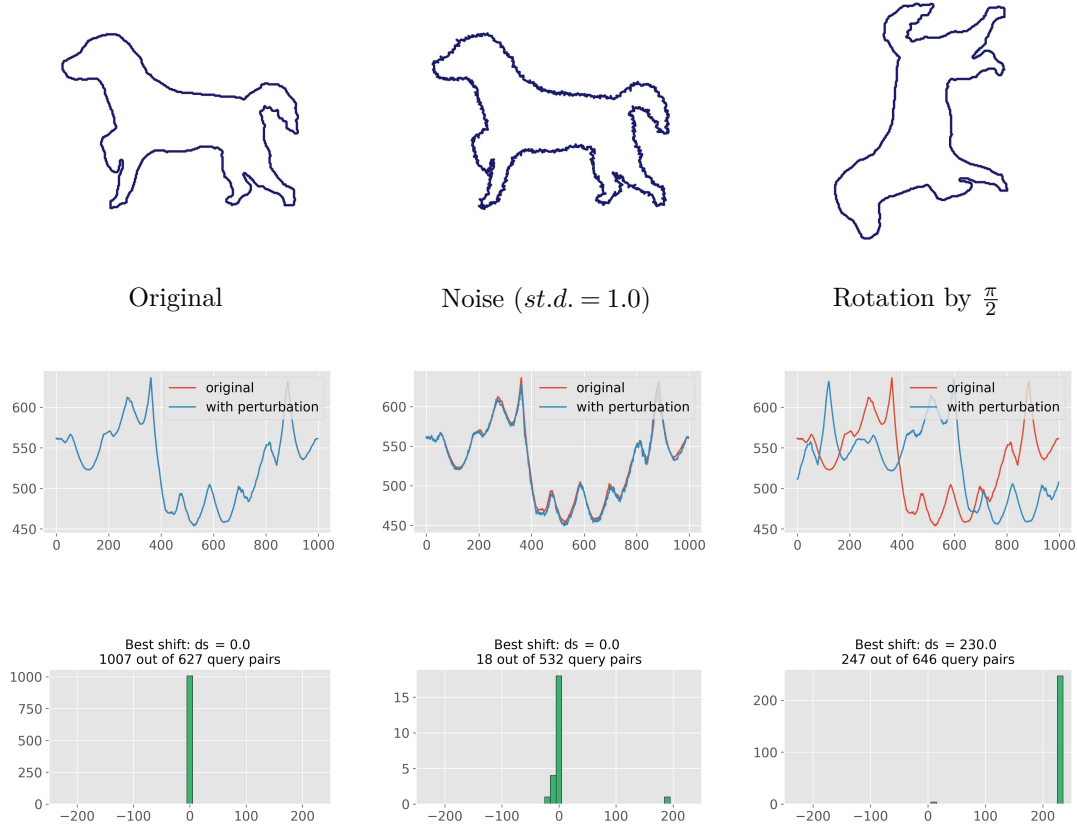 Original
Noise (st.d. = 1.0)
Rotation by π/2
original
with perturbation
600
550
500
450
0 200 400 600 800 1000
original
with perturbation
600
550
500
450
0 200 400 600 800 1000
original
with perturbation
600
550
500
450
0 200 400 600 800 1000
Best shift: ds = 0.0
1007 out of 627 query pairs
1000
750
500
250
0
−200 −100 0 100 200
Best shift: ds = 0.0
18 out of 532 query pairs
15
10
5
0
−200 −100 0 100 200
Best shift: ds = 230.0
247 out of 646 query pairs
200
100
0
−200 −100 0 100 200